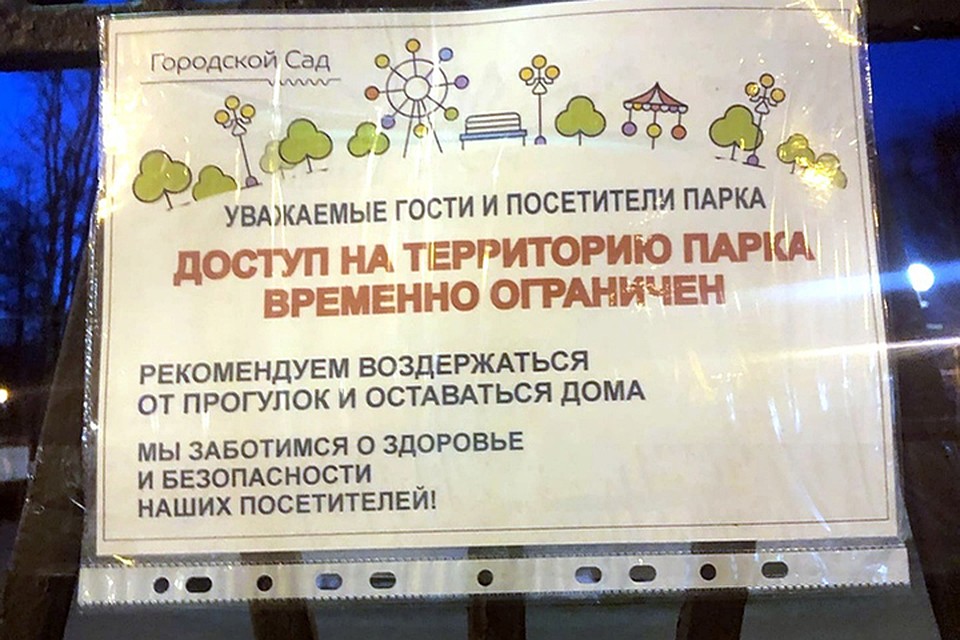 Городской Сад
УВАЖАЕМЫЕ ГОСТИ И ПОСЕТИТЕЛИ ПАРКА
ДОСТУП НА ТЕРРИТОРИЮ ПАРКА
ВРЕМЕННО ОГРАНИЧЕН
РЕКОМЕНДУЕМ ВОЗДЕРЖАТЬСЯ
ОТ ПРОГУЛОК И ОСТАВАТЬСЯ ДОМА
МЫ ЗАБОТИМСЯ О ЗДОРОВЬЕ
И БЕЗОПАСНОСТИ
НАШИХ ПОСЕТИТЕЛЕЙ!